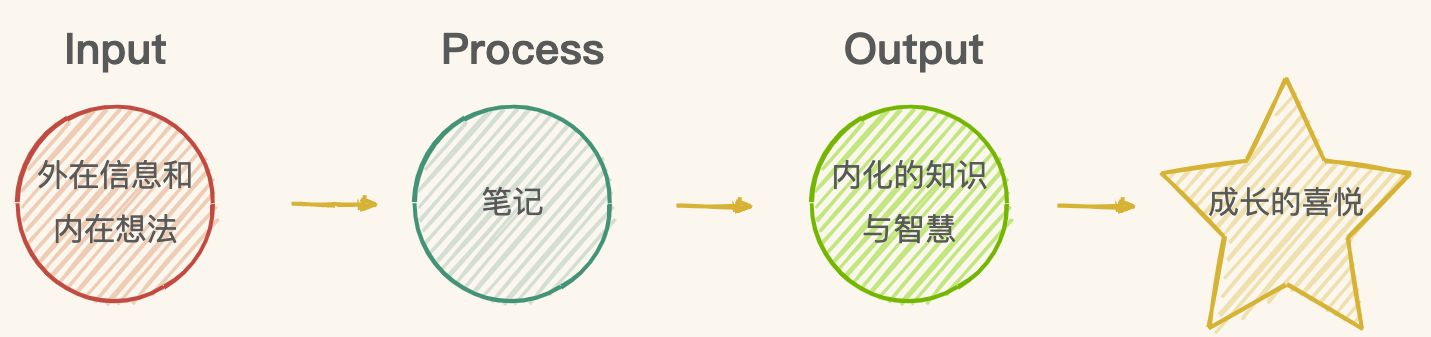 Input
Process
Output
外在信息和
内在想法
笔记
内化的知识
与智慧
成长的喜悦